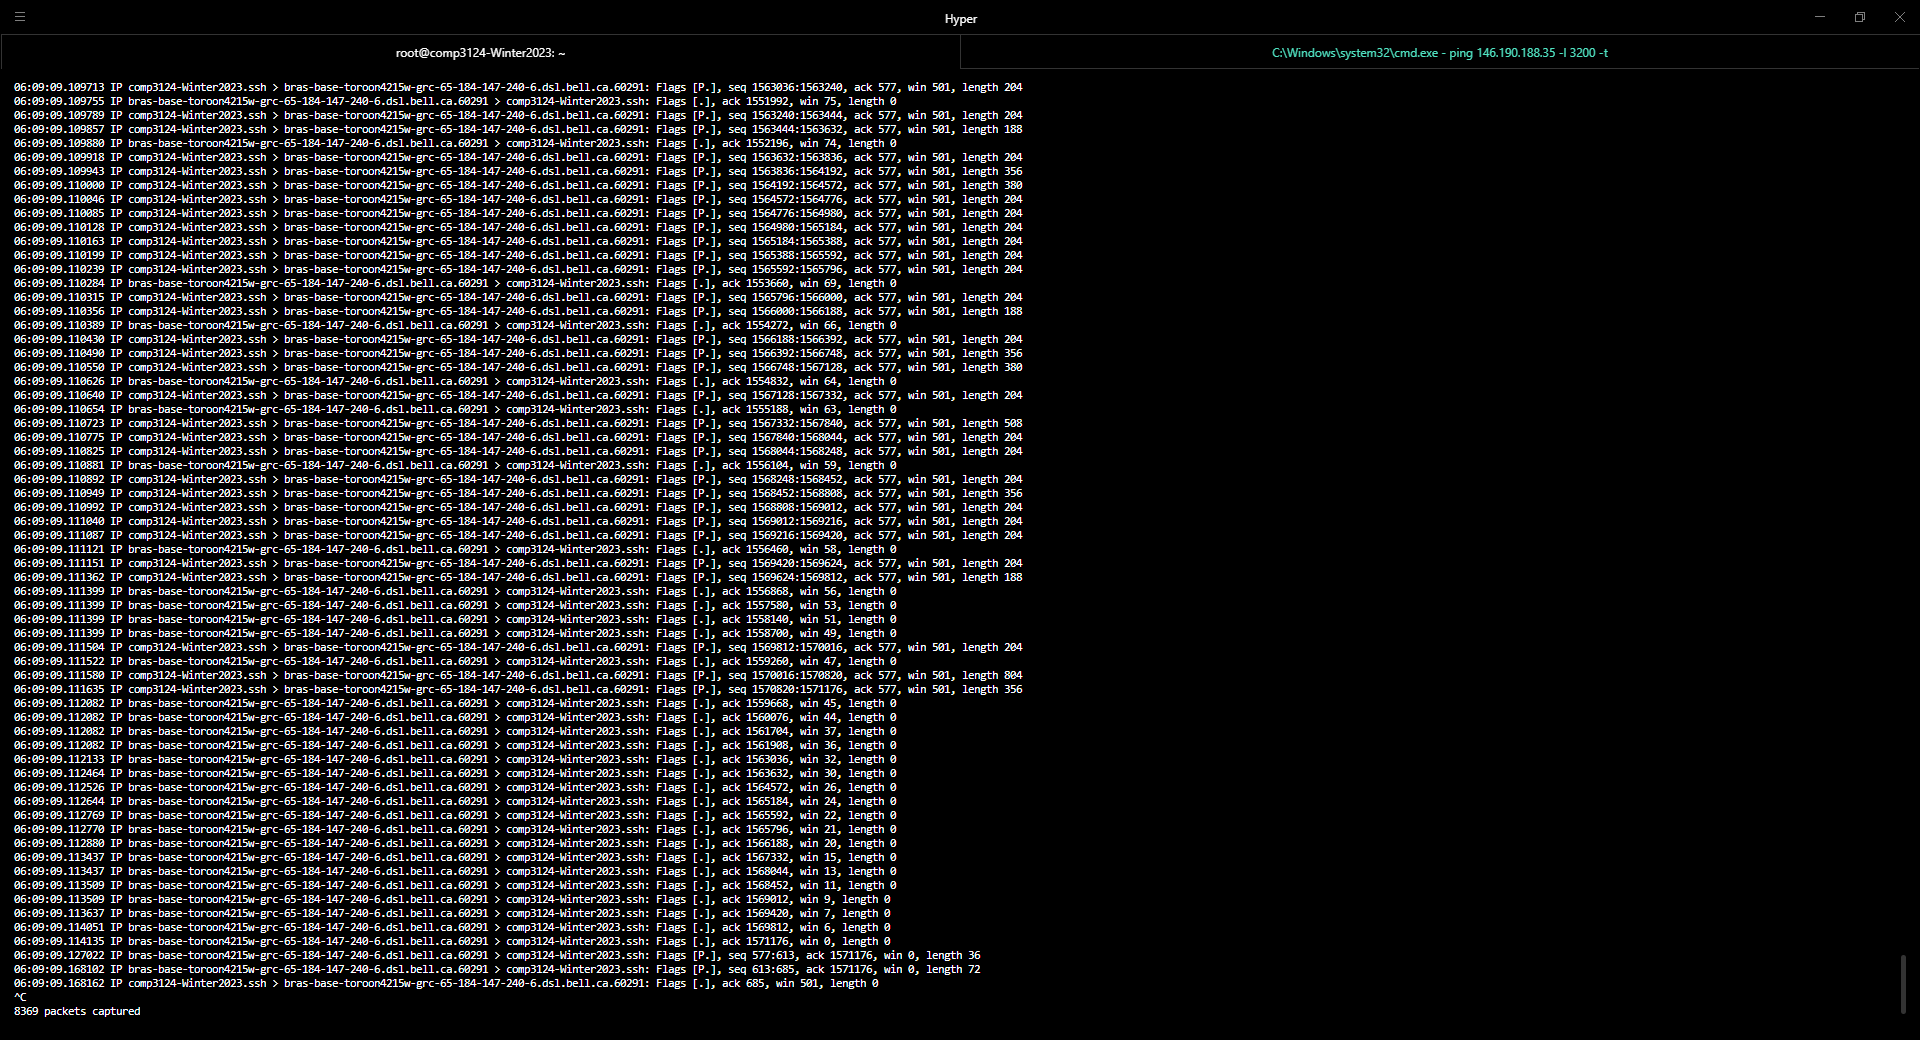 Hyper
root@comp3124-Winter2023: ~
C:\Windows\system32\cmd.exe - ping 146.190.188.35 -l 3200 -t
06:09:09.109713 IP comp3124-Winter2023.ssh > bras-base-toroon4215w-grc-65-184-147-240-6.dsl.bell.ca.60291: Flags [P.], seq 1563036:1563240, ack 577, win 501, length 204
06:09:09.109755 IP bras-base-toroon4215w-grc-65-184-147-240-6.dsl.bell.ca.60291 > comp3124-Winter2023.ssh: Flags [.], ack 1551992, win 75, length 0
06:09:09.109789 IP comp3124-Winter2023.ssh > bras-base-toroon4215w-grc-65-184-147-240-6.dsl.bell.ca.60291: Flags [P.], seq 1563240:1563444, ack 577, win 501, length 204
06:09:09.109857 IP comp3124-Winter2023.ssh > bras-base-toroon4215w-grc-65-184-147-240-6.dsl.bell.ca.60291: Flags [P.], seq 1563444:1563632, ack 577, win 501, length 188
06:09:09.109880 IP bras-base-toroon4215w-grc-65-184-147-240-6.dsl.bell.ca.60291 > comp3124-Winter2023.ssh: Flags [.], ack 1552196, win 74, length 0
06:09:09.109918 IP comp3124-Winter2023.ssh > bras-base-toroon4215w-grc-65-184-147-240-6.dsl.bell.ca.60291: Flags [P.], seq 1563632:1563836, ack 577, win 501, length 204
06:09:09.109943 IP comp3124-Winter2023.ssh > bras-base-toroon4215w-grc-65-184-147-240-6.dsl.bell.ca.60291: Flags [P.], seq 1563836:1564192, ack 577, win 501, length 356
06:09:09.110000 IP comp3124-Winter2023.ssh > bras-base-toroon4215w-grc-65-184-147-240-6.dsl.bell.ca.60291: Flags [P.], seq 1564192:1564572, ack 577, win 501, length 380
06:09:09.110046 IP comp3124-Winter2023.ssh > bras-base-toroon4215w-grc-65-184-147-240-6.dsl.bell.ca.60291: Flags [P.], seq 1564572:1564776, ack 577, win 501, length 204
06:09:09.110085 IP comp3124-Winter2023.ssh > bras-base-toroon4215w-grc-65-184-147-240-6.dsl.bell.ca.60291: Flags [P.], seq 1564776:1564980, ack 577, win 501, length 204
06:09:09.110128 IP comp3124-Winter2023.ssh > bras-base-toroon4215w-grc-65-184-147-240-6.dsl.bell.ca.60291: Flags [P.], seq 1564980:1565184, ack 577, win 501, length 204
06:09:09.110163 IP comp3124-Winter2023.ssh > bras-base-toroon4215w-grc-65-184-147-240-6.dsl.bell.ca.60291: Flags [P.], seq 1565184:1565388, ack 577, win 501, length 204
06:09:09.110199 IP comp3124-Winter2023.ssh > bras-base-toroon4215w-grc-65-184-147-240-6.dsl.bell.ca.60291: Flags [P.], seq 1565388:1565592, ack 577, win 501, length 204
06:09:09.110239 IP comp3124-Winter2023.ssh > bras-base-toroon4215w-grc-65-184-147-240-6.dsl.bell.ca.60291: Flags [P.], seq 1565592:1565796, ack 577, win 501, length 204
06:09:09.110284 IP bras-base-toroon4215w-grc-65-184-147-240-6.dsl.bell.ca.60291 > comp3124-Winter2023.ssh: Flags [.], ack 1553660, win 69, length 0
06:09:09.110315 IP comp3124-Winter2023.ssh > bras-base-toroon4215w-grc-65-184-147-240-6.dsl.bell.ca.60291: Flags [P.], seq 1565796:1566000, ack 577, win 501, length 204
06:09:09.110356 IP comp3124-Winter2023.ssh > bras-base-toroon4215w-grc-65-184-147-240-6.dsl.bell.ca.60291: Flags [P.], seq 1566000:1566188, ack 577, win 501, length 188
06:09:09.110389 IP bras-base-toroon4215w-grc-65-184-147-240-6.dsl.bell.ca.60291 > comp3124-Winter2023.ssh: Flags [.], ack 1554272, win 66, length 0
06:09:09.110430 IP comp3124-Winter2023.ssh > bras-base-toroon4215w-grc-65-184-147-240-6.dsl.bell.ca.60291: Flags [P.], seq 1566188:1566392, ack 577, win 501, length 204
06:09:09.110490 IP comp3124-Winter2023.ssh > bras-base-toroon4215w-grc-65-184-147-240-6.dsl.bell.ca.60291: Flags [P.], seq 1566392:1566748, ack 577, win 501, length 356
06:09:09.110550 IP comp3124-Winter2023.ssh > bras-base-toroon4215w-grc-65-184-147-240-6.dsl.bell.ca.60291: Flags [P.], seq 1566748:1567128, ack 577, win 501, length 380
06:09:09.110626 IP bras-base-toroon4215w-grc-65-184-147-240-6.dsl.bell.ca.60291 > comp3124-Winter2023.ssh: Flags [.], ack 1554832, win 64, length 0
06:09:09.110640 IP comp3124-Winter2023.ssh > bras-base-toroon4215w-grc-65-184-147-240-6.dsl.bell.ca.60291: Flags [P.], seq 1567128:1567332, ack 577, win 501, length 204
06:09:09.110654 IP bras-base-toroon4215w-grc-65-184-147-240-6.dsl.bell.ca.60291 > comp3124-Winter2023.ssh: Flags [.], ack 1555188, win 63, length 0
06:09:09.110723 IP comp3124-Winter2023.ssh > bras-base-toroon4215w-grc-65-184-147-240-6.dsl.bell.ca.60291: Flags [P.], seq 1567332:1567840, ack 577, win 501, length 508
06:09:09.110775 IP comp3124-Winter2023.ssh > bras-base-toroon4215w-grc-65-184-147-240-6.dsl.bell.ca.60291: Flags [P.], seq 1567840:1568044, ack 577, win 501, length 204
06:09:09.110825 IP comp3124-Winter2023.ssh > bras-base-toroon4215w-grc-65-184-147-240-6.dsl.bell.ca.60291: Flags [P.], seq 1568044:1568248, ack 577, win 501, length 204
06:09:09.110881 IP bras-base-toroon4215w-grc-65-184-147-240-6.dsl.bell.ca.60291 > comp3124-Winter2023.ssh: Flags [.], ack 1556104, win 59, length 0
06:09:09.110892 IP comp3124-Winter2023.ssh > bras-base-toroon4215w-grc-65-184-147-240-6.dsl.bell.ca.60291: Flags [P.], seq 1568248:1568452, ack 577, win 501, length 204
06:09:09.110949 IP comp3124-Winter2023.ssh > bras-base-toroon4215w-grc-65-184-147-240-6.dsl.bell.ca.60291: Flags [P.], seq 1568452:1568808, ack 577, win 501, length 356
06:09:09.110992 IP comp3124-Winter2023.ssh > bras-base-toroon4215w-grc-65-184-147-240-6.dsl.bell.ca.60291: Flags [P.], seq 1568808:1569012, ack 577, win 501, length 204
06:09:09.111040 IP comp3124-Winter2023.ssh > bras-base-toroon4215w-grc-65-184-147-240-6.dsl.bell.ca.60291: Flags [P.], seq 1569012:1569216, ack 577, win 501, length 204
06:09:09.111087 IP comp3124-Winter2023.ssh > bras-base-toroon4215w-grc-65-184-147-240-6.dsl.bell.ca.60291: Flags [P.], seq 1569216:1569420, ack 577, win 501, length 204
06:09:09.111121 IP bras-base-toroon4215w-grc-65-184-147-240-6.dsl.bell.ca.60291 > comp3124-Winter2023.ssh: Flags [.], ack 1556460, win 58, length 0
06:09:09.111151 IP comp3124-Winter2023.ssh > bras-base-toroon4215w-grc-65-184-147-240-6.dsl.bell.ca.60291: Flags [P.], seq 1569420:1569624, ack 577, win 501, length 204
06:09:09.111362 IP comp3124-Winter2023.ssh > bras-base-toroon4215w-grc-65-184-147-240-6.dsl.bell.ca.60291: Flags [P.], seq 1569624:1569812, ack 577, win 501, length 188
06:09:09.111399 IP bras-base-toroon4215w-grc-65-184-147-240-6.dsl.bell.ca.60291 > comp3124-Winter2023.ssh: Flags [.], ack 1556868, win 56, length 0
06:09:09.111399 IP bras-base-toroon4215w-grc-65-184-147-240-6.dsl.bell.ca.60291 > comp3124-Winter2023.ssh: Flags [.], ack 1557580, win 53, length 0
06:09:09.111399 IP bras-base-toroon4215w-grc-65-184-147-240-6.dsl.bell.ca.60291 > comp3124-Winter2023.ssh: Flags [.], ack 1558140, win 51, length 0
06:09:09.111399 IP bras-base-toroon4215w-grc-65-184-147-240-6.dsl.bell.ca.60291 > comp3124-Winter2023.ssh: Flags [.], ack 1558700, win 49, length 0
06:09:09.111504 IP comp3124-Winter2023.ssh > bras-base-toroon4215w-grc-65-184-147-240-6.dsl.bell.ca.60291: Flags [P.], seq 1569812:1570016, ack 577, win 501, length 204
06:09:09.111522 IP bras-base-toroon4215w-grc-65-184-147-240-6.dsl.bell.ca.60291 > comp3124-Winter2023.ssh: Flags [.], ack 1559260, win 47, length 0
06:09:09.111580 IP comp3124-Winter2023.ssh > bras-base-toroon4215w-grc-65-184-147-240-6.dsl.bell.ca.60291: Flags [P.], seq 1570016:1570820, ack 577, win 501, length 804
06:09:09.111635 IP comp3124-Winter2023.ssh > bras-base-toroon4215w-grc-65-184-147-240-6.dsl.bell.ca.60291: Flags [P.], seq 1570820:1571176, ack 577, win 501, length 356
06:09:09.112082 IP bras-base-toroon4215w-grc-65-184-147-240-6.dsl.bell.ca.60291 > comp3124-Winter2023.ssh: Flags [.], ack 1559668, win 45, length 0
06:09:09.112082 IP bras-base-toroon4215w-grc-65-184-147-240-6.dsl.bell.ca.60291 > comp3124-Winter2023.ssh: Flags [.], ack 1560076, win 44, length 0
06:09:09.112082 IP bras-base-toroon4215w-grc-65-184-147-240-6.dsl.bell.ca.60291 > comp3124-Winter2023.ssh: Flags [.], ack 1561704, win 37, length 0
06:09:09.112082 IP bras-base-toroon4215w-grc-65-184-147-240-6.dsl.bell.ca.60291 > comp3124-Winter2023.ssh: Flags [.], ack 1561908, win 36, length 0
06:09:09.112133 IP bras-base-toroon4215w-grc-65-184-147-240-6.dsl.bell.ca.60291 > comp3124-Winter2023.ssh: Flags [.], ack 1563036, win 32, length 0
06:09:09.112464 IP bras-base-toroon4215w-grc-65-184-147-240-6.dsl.bell.ca.60291 > comp3124-Winter2023.ssh: Flags [.], ack 1563632, win 30, length 0
06:09:09.112526 IP bras-base-toroon4215w-grc-65-184-147-240-6.dsl.bell.ca.60291 > comp3124-Winter2023.ssh: Flags [.], ack 1564572, win 26, length 0
06:09:09.112644 IP bras-base-toroon4215w-grc-65-184-147-240-6.dsl.bell.ca.60291 > comp3124-Winter2023.ssh: Flags [.], ack 1565184, win 24, length 0
06:09:09.112769 IP bras-base-toroon4215w-grc-65-184-147-240-6.dsl.bell.ca.60291 > comp3124-Winter2023.ssh: Flags [.], ack 1565592, win 22, length 0
06:09:09.112770 IP bras-base-toroon4215w-grc-65-184-147-240-6.dsl.bell.ca.60291 > comp3124-Winter2023.ssh: Flags [.], ack 1565796, win 21, length 0
06:09:09.112880 IP bras-base-toroon4215w-grc-65-184-147-240-6.dsl.bell.ca.60291 > comp3124-Winter2023.ssh: Flags [.], ack 1566188, win 20, length 0
06:09:09.113437 IP bras-base-toroon4215w-grc-65-184-147-240-6.dsl.bell.ca.60291 > comp3124-Winter2023.ssh: Flags [.], ack 1567332, win 15, length 0
06:09:09.113437 IP bras-base-toroon4215w-grc-65-184-147-240-6.dsl.bell.ca.60291 > comp3124-Winter2023.ssh: Flags [.], ack 1568044, win 13, length 0
06:09:09.113509 IP bras-base-toroon4215w-grc-65-184-147-240-6.dsl.bell.ca.60291 > comp3124-Winter2023.ssh: Flags [.], ack 1568452, win 11, length 0
06:09:09.113509 IP bras-base-toroon4215w-grc-65-184-147-240-6.dsl.bell.ca.60291 > comp3124-Winter2023.ssh: Flags [.], ack 1569012, win 9, length 0
06:09:09.113637 IP bras-base-toroon4215w-grc-65-184-147-240-6.dsl.bell.ca.60291 > comp3124-Winter2023.ssh: Flags [.], ack 1569420, win 7, length 0
06:09:09.114051 IP bras-base-toroon4215w-grc-65-184-147-240-6.dsl.bell.ca.60291 > comp3124-Winter2023.ssh: Flags [.], ack 1569812, win 6, length 0
06:09:09.114135 IP bras-base-toroon4215w-grc-65-184-147-240-6.dsl.bell.ca.60291 > comp3124-Winter2023.ssh: Flags [.], ack 1571176, win 0, length 0
06:09:09.127022 IP bras-base-toroon4215w-grc-65-184-147-240-6.dsl.bell.ca.60291 > comp3124-Winter2023.ssh: Flags [P.], seq 577:613, ack 1571176, win 0, length 36
06:09:09.168102 IP bras-base-toroon4215w-grc-65-184-147-240-6.dsl.bell.ca.60291 > comp3124-Winter2023.ssh: Flags [P.], seq 613:685, ack 1571176, win 0, length 72
06:09:09.168162 IP comp3124-Winter2023.ssh > bras-base-toroon4215w-grc-65-184-147-240-6.dsl.bell.ca.60291: Flags [.], ack 685, win 501, length 0
^C
8369 packets captured